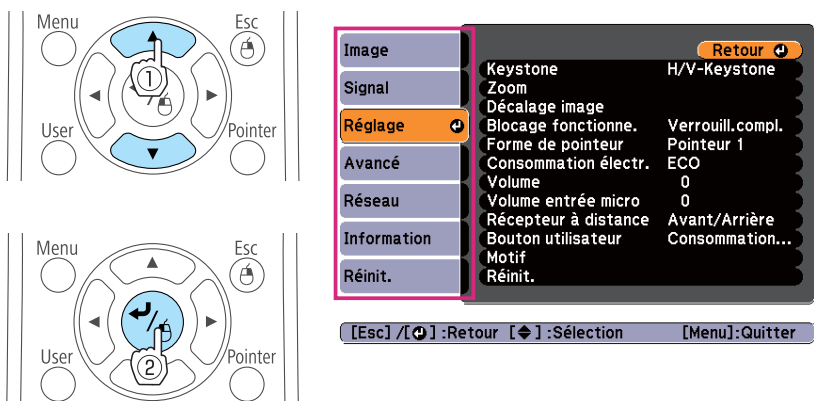 Menu
Esc
①
User
Pointer
Menu
Esc
②
User
Pointer
Image
Signal
Réglage
Avancé
Réseau
Information
Réinit.
Retour
Keystone H/V-Keystone
Zoom
Décalage image
Blocage fonctionne. Verrouill.compl.
Forme de pointeur Pointeur 1
Consommation électr. ECO
Volume 0
Volume entrée micro 0
Récepteur à distance Avant/Arrière
Bouton utilisateur Consommation...
Motif
Réinit.
[Esc] /[⏎] :Retour [◆] :Sélection [Menu]:Quitter